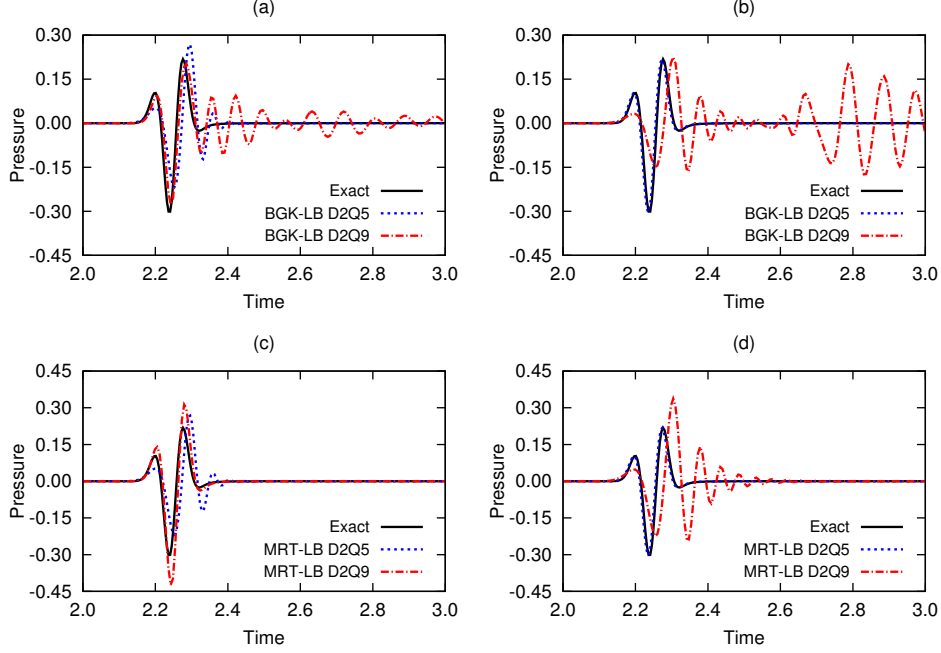 (a)
0.30
0.15
0.00
-0.15
-0.30
-0.45
Pressure
Exact
BGK-LB D2Q5
BGK-LB D2Q9
2.0 2.2 2.4 2.6 2.8 3.0
Time
(b)
0.30
0.15
0.00
-0.15
-0.30
-0.45
Pressure
Exact
BGK-LB D2Q5
BGK-LB D2Q9
2.0 2.2 2.4 2.6 2.8 3.0
Time
(c)
0.45
0.30
0.15
0.00
-0.15
-0.30
-0.45
Pressure
Exact
MRT-LB D2Q5
MRT-LB D2Q9
2.0 2.2 2.4 2.6 2.8 3.0
Time
(d)
0.45
0.30
0.15
0.00
-0.15
-0.30
-0.45
Pressure
Exact
MRT-LB D2Q5
MRT-LB D2Q9
2.0 2.2 2.4 2.6 2.8 3.0
Time